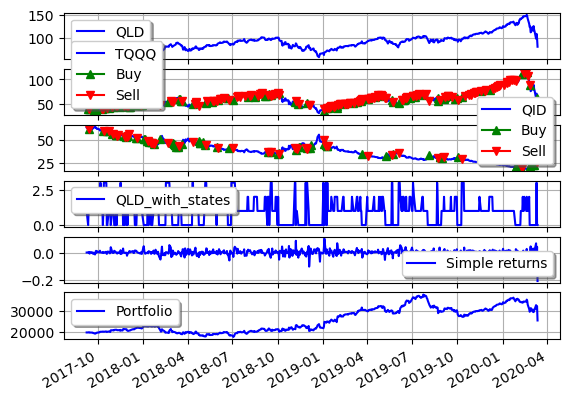 150
100
QLD
TQQQ
Buy
Sell
100
50
QID
Buy
Sell
50
25
2.5
0.0
QLD_with_states
0.0
−0.2
Simple returns
30000
20000
Portfolio
2017-10
2018-01
2018-04
2018-07
2018-10
2019-01
2019-04
2019-07
2019-10
2020-01
2020-04